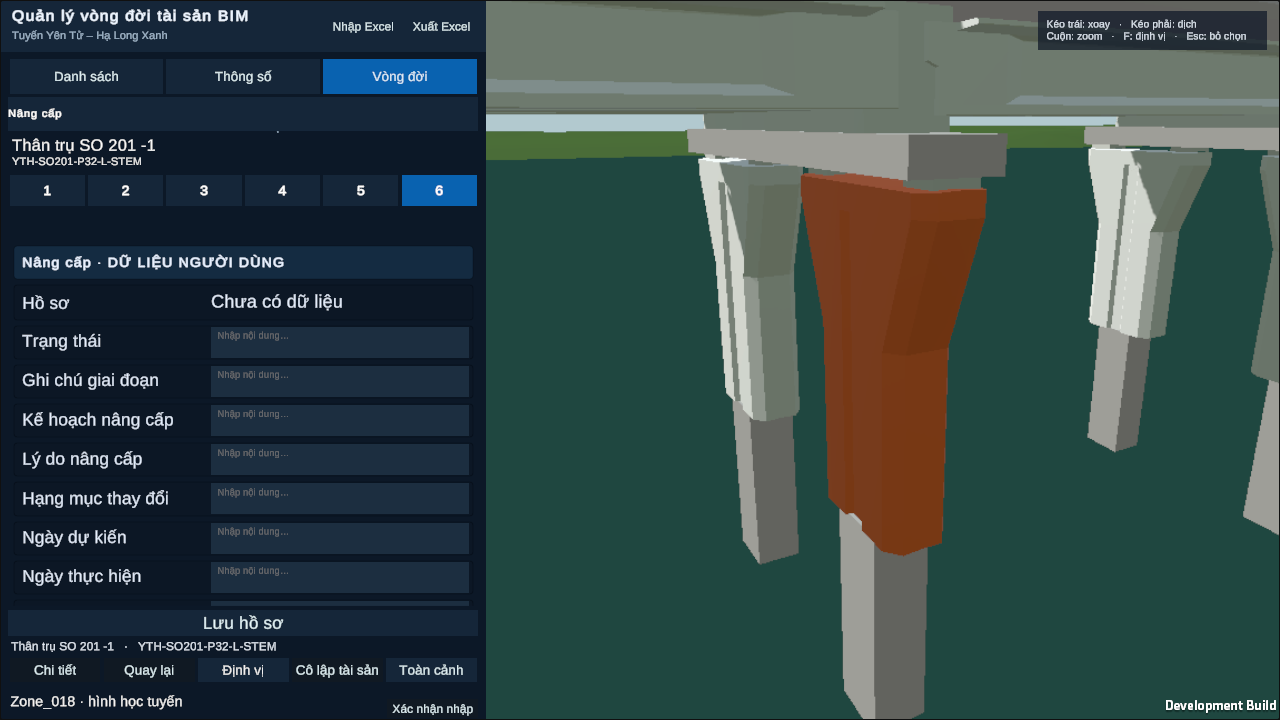 Quản lý vòng đời tài sản BIM
Tuyến Yên Tử – Hạ Long Xanh
Nhập Excel
Xuất Excel
Danh sách
Thông số
Vòng đời
Nâng cấp
Thân trụ SO 201 -1
YTH-SO201-P32-L-STEM
1
2
3
4
5
6
Nâng cấp · DỮ LIỆU NGƯỜI DÙNG
Hồ sơ
Chưa có dữ liệu
Trạng thái
Nhập nội dung...
Ghi chú giai đoạn
Nhập nội dung...
Kế hoạch nâng cấp
Nhập nội dung...
Lý do nâng cấp
Nhập nội dung...
Hạng mục thay đổi
Nhập nội dung...
Ngày dự kiến
Nhập nội dung...
Ngày thực hiện
Nhập nội dung...
Lưu hồ sơ
Thân trụ SO 201 -1 · YTH-SO201-P32-L-STEM
Chi tiết
Quay lại
Định vị
Cô lập tài sản
Toàn cảnh
Zone_018 · hình học tuyến
Xác nhận nhập
Kéo trái: xoay · Kéo phải: dịch
Cuộn: zoom · F: định vị · Esc: bỏ chọn
Development Build